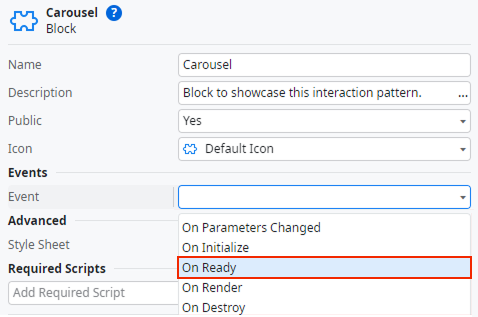 Carousel ?
Block
Name Carousel
Description Block to showcase this interaction pattern. ...
Public Yes
Icon Default Icon
Events
Event
On Parameters Changed
Advanced
Style Sheet On Initialize
On Ready
Required Scripts
On Render
Add Required Script
On Destroy